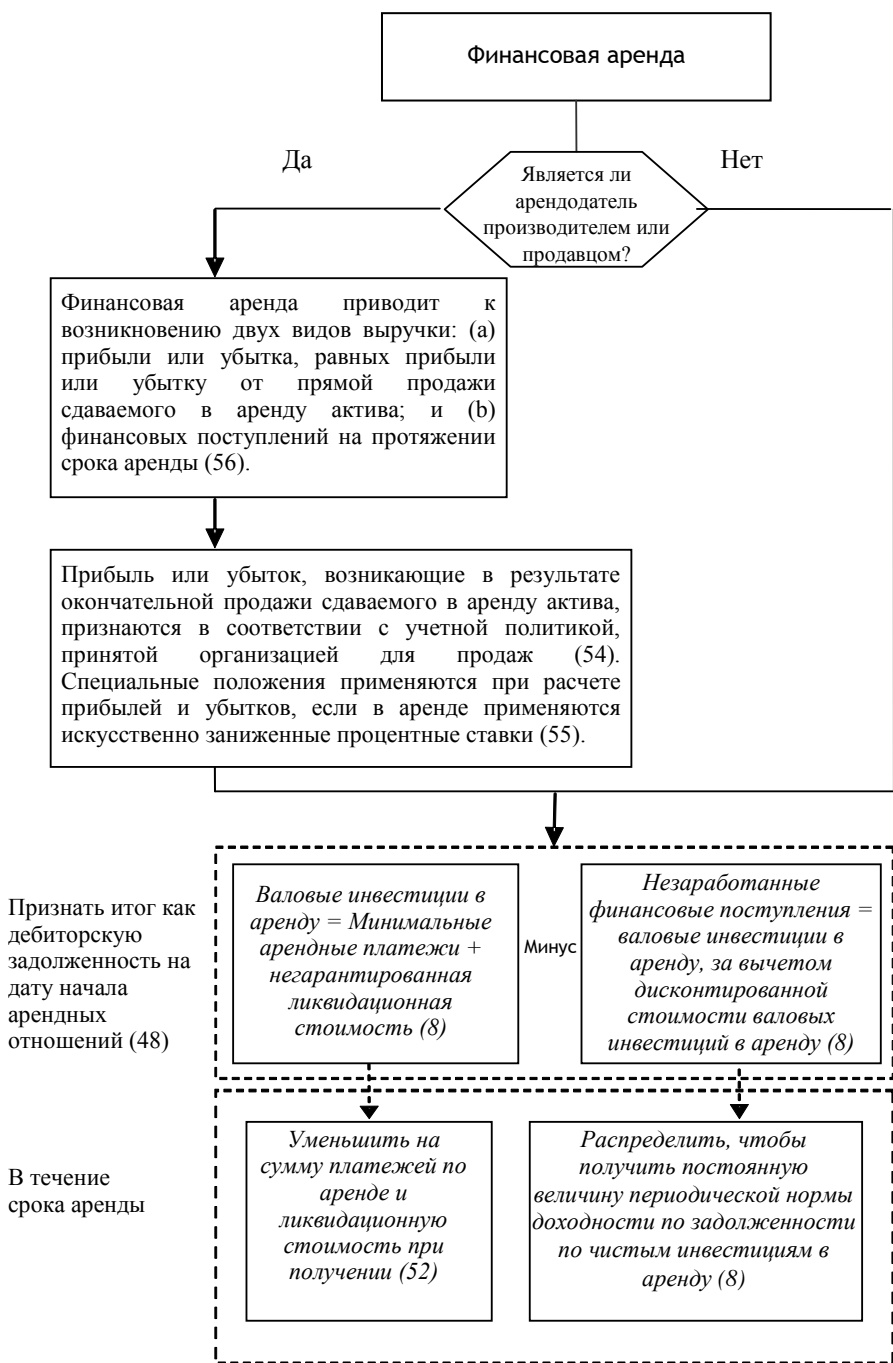 Финансовая аренда
Да
Нет
Является ли
арендодатель
производителем или
продавцом?
Финансовая аренда приводит к
возникновению двух видов выручки: (a)
прибыли или убытка, равных прибыли
или убытку от прямой продажи
сдаваемого в аренду актива; и (b)
финансовых поступлений на протяжении
срока аренды (56).
Прибыль или убыток, возникающие в результате
окончательной продажи сдаваемого в аренду актива,
признаются в соответствии с учетной политикой,
принятой организацией для продаж (54).
Специальные положения применяются при расчете
прибылей и убытков, если в аренде применяются
искусственно заниженные процентные ставки (55).
Признать итог как
дебиторскую
задолженность на
дату начала
арендных
отношений (48)
Валовые инвестиции в
аренду = Минимальные
арендные платежи +
негарантированная
ликвидационная
стоимость (8)
Минус
Незаработанные
финансовые поступления =
валовые инвестиции в
аренду, за вычетом
дисконтированной
стоимости валовых
инвестиций в аренду (8)
В течение
срока аренды
Уменьшить на
сумму платежей по
аренде и
ликвидационную
стоимость при
получении (52)
Распределить, чтобы
получить постоянную
величину периодической нормы
доходности по задолженности
по чистым инвестициям в
аренду (8)